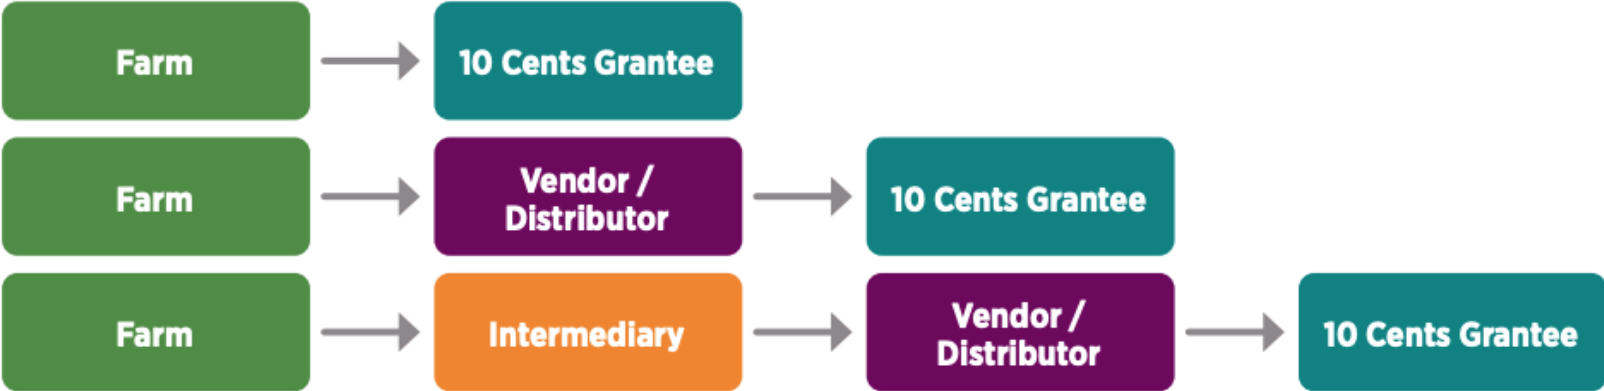 Farm
10 Cents Grantee
Farm
Vendor /
Distributor
10 Cents Grantee
Farm
Intermediary
Vendor /
Distributor
10 Cents Grantee